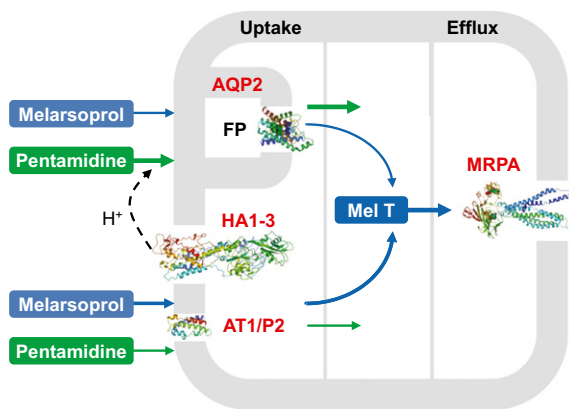 Uptake
Efflux
AQP2
Melarsoprol
FP
Pentamidine
MRPA
Mel T
H⁺
HA1-3
Melarsoprol
AT1/P2
Pentamidine